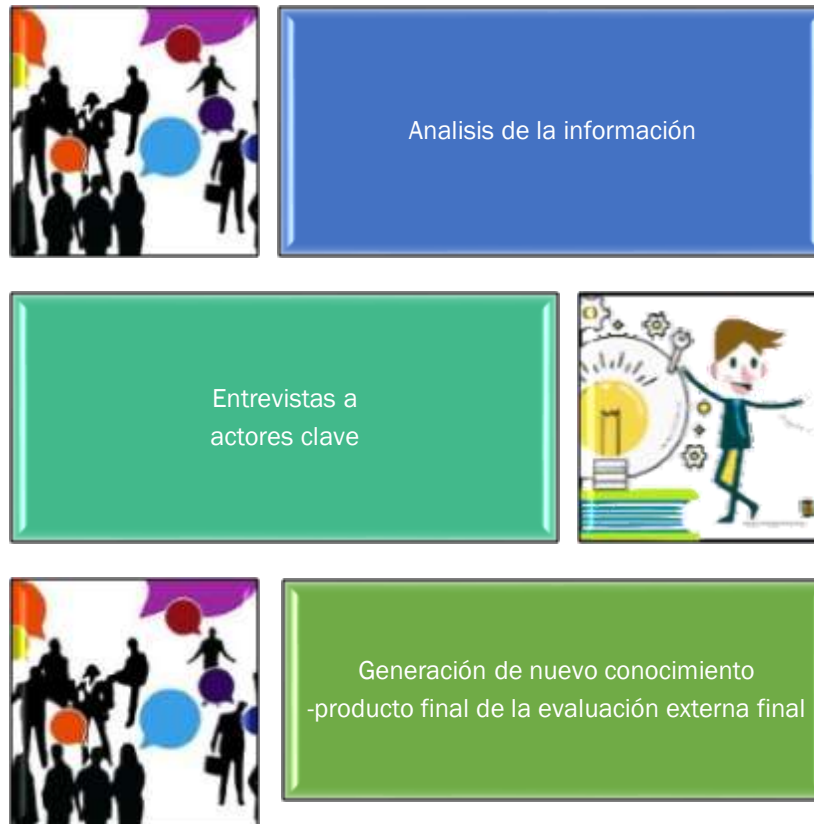 Analisis de la información
Entrevistas a
actores clave
Generación de nuevo conocimiento
-producto final de la evaluación externa final